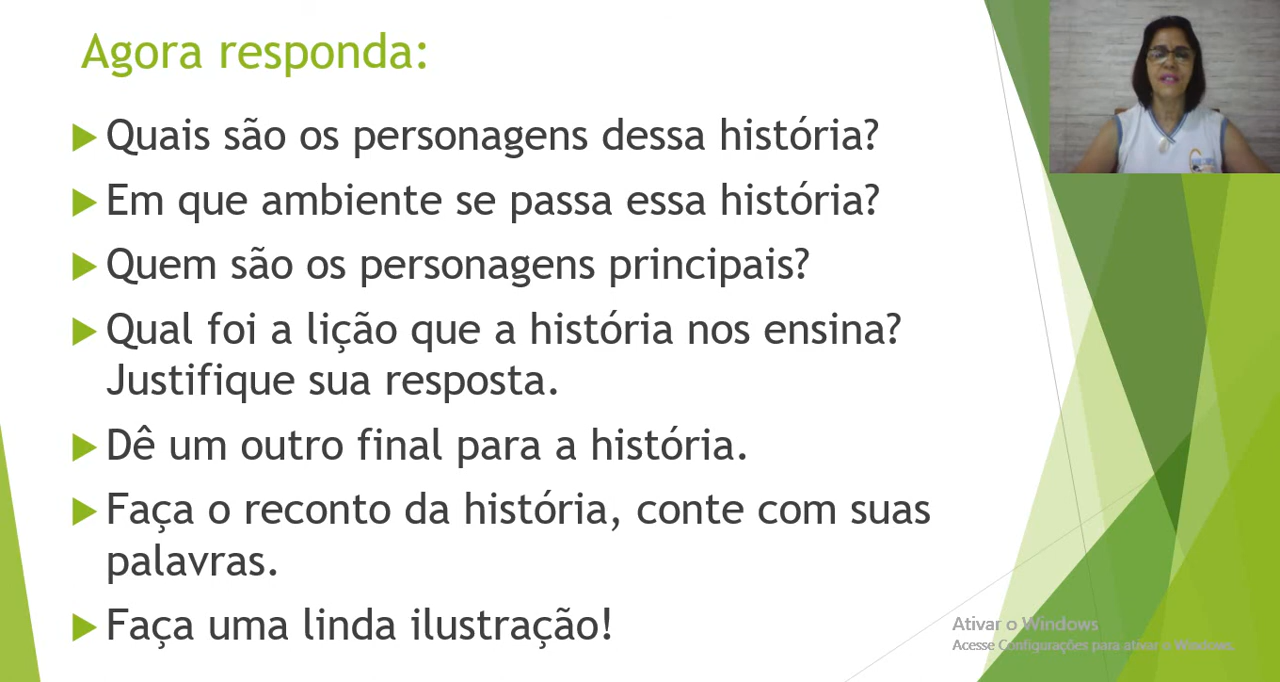 Agora responda:
Quais são os personagens dessa história?
Em que ambiente se passa essa história?
Quem são os personagens principais?
Qual foi a lição que a história nos ensina?
Justifique sua resposta.
Dê um outro final para a história.
Faça o reconto da história, conte com suas
palavras.
Faça uma linda ilustração!
Ativar o Windows
Acesse Configurações para ativar o Windows.